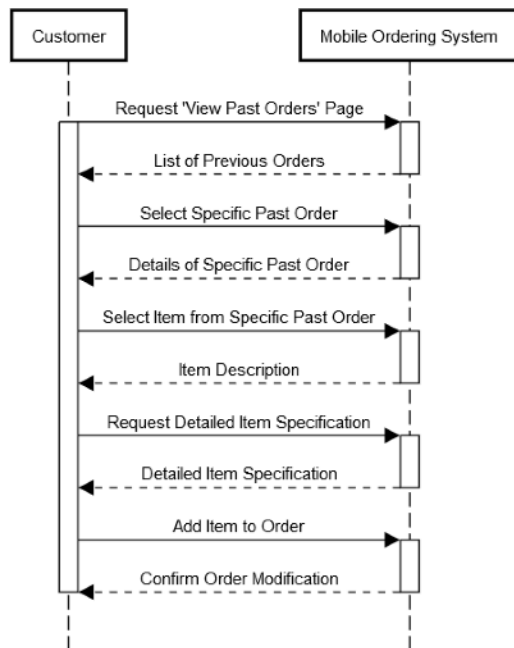 Customer
Mobile Ordering System
Request 'View Past Orders' Page
List of Previous Orders
Select Specific Past Order
Details of Specific Past Order
Select Item from Specific Past Order
Item Description
Request Detailed Item Specification
Detailed Item Specification
Add Item to Order
Confirm Order Modification